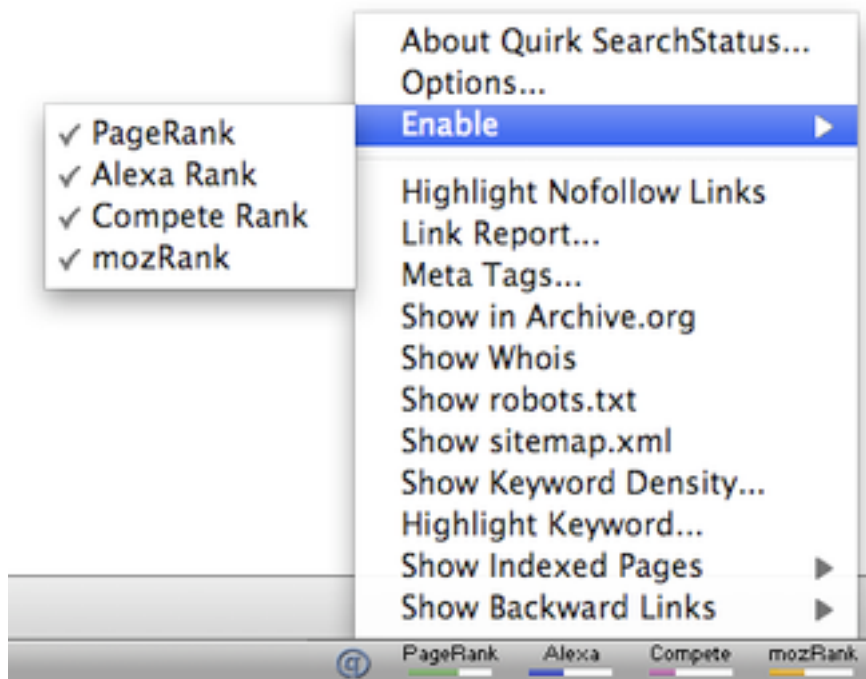 About Quirk SearchStatus...
Options...
Enable
PageRank
Alexa Rank
Compete Rank
mozRank
Highlight Nofollow Links
Link Report...
Meta Tags...
Show in Archive.org
Show Whois
Show robots.txt
Show sitemap.xml
Show Keyword Density...
Highlight Keyword...
Show Indexed Pages
Show Backward Links
PageRank Alexa Compete mozRank